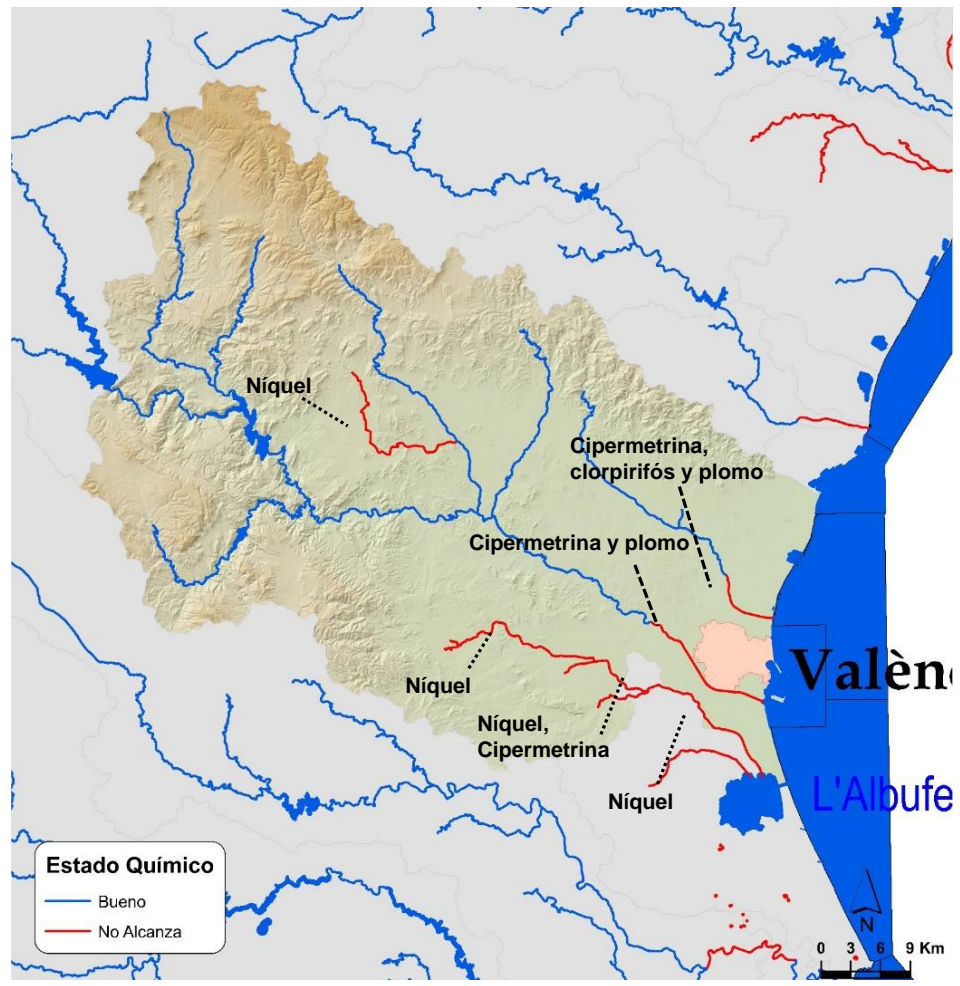 Níquel
Cipermetrina,
clorpirifós y plomo
Cipermetrina y plomo
Níquel
Níquel,
Cipermetrina
Níquel
Valèn
L'Albufe
Estado Químico
Bueno
No Alcanza
N
0 3 6 9 Km